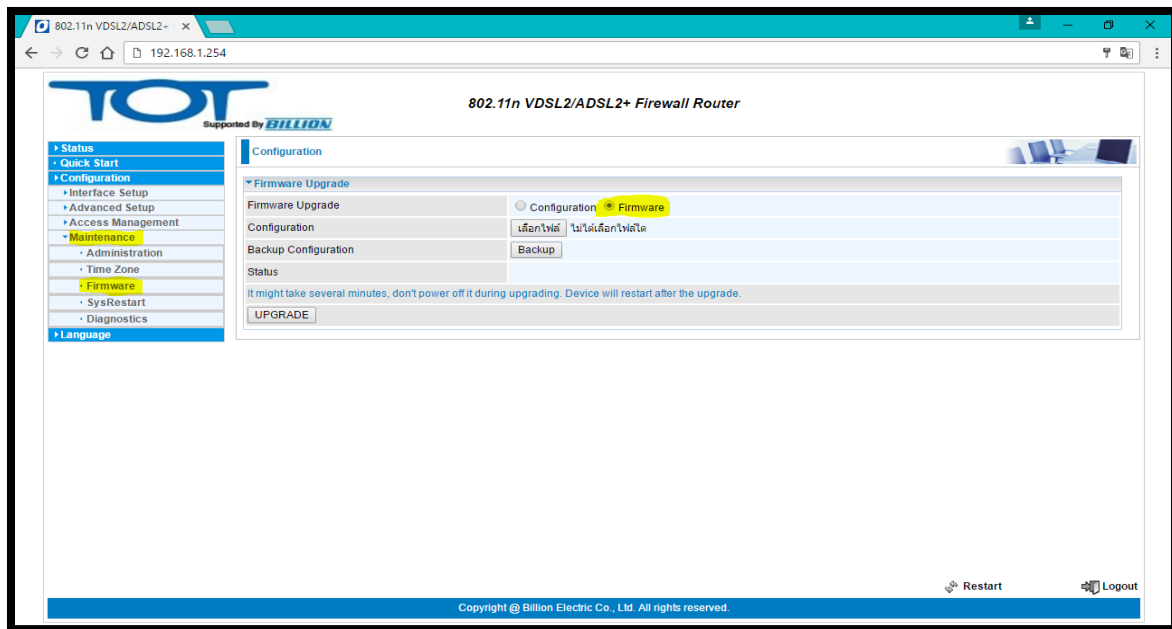 802.11n VDSL2/ADSL2+
192.168.1.254
TOT
Supported By BILLION
802.11n VDSL2/ADSL2+ Firewall Router
Status
Quick Start
Configuration
Interface Setup
Advanced Setup
Access Management
Maintenance
Administration
Time Zone
Firmware
SysRestart
Diagnostics
Language
Configuration
Firmware Upgrade
Firmware Upgrade Configuration Firmware
Configuration เลือกไฟล์ ไม่ได้เลือกไฟล์ใด
Backup Configuration Backup
Status
It might take several minutes, don't power off it during upgrading. Device will restart after the upgrade.
UPGRADE
Restart Logout
Copyright @ Billion Electric Co., Ltd. All rights reserved.